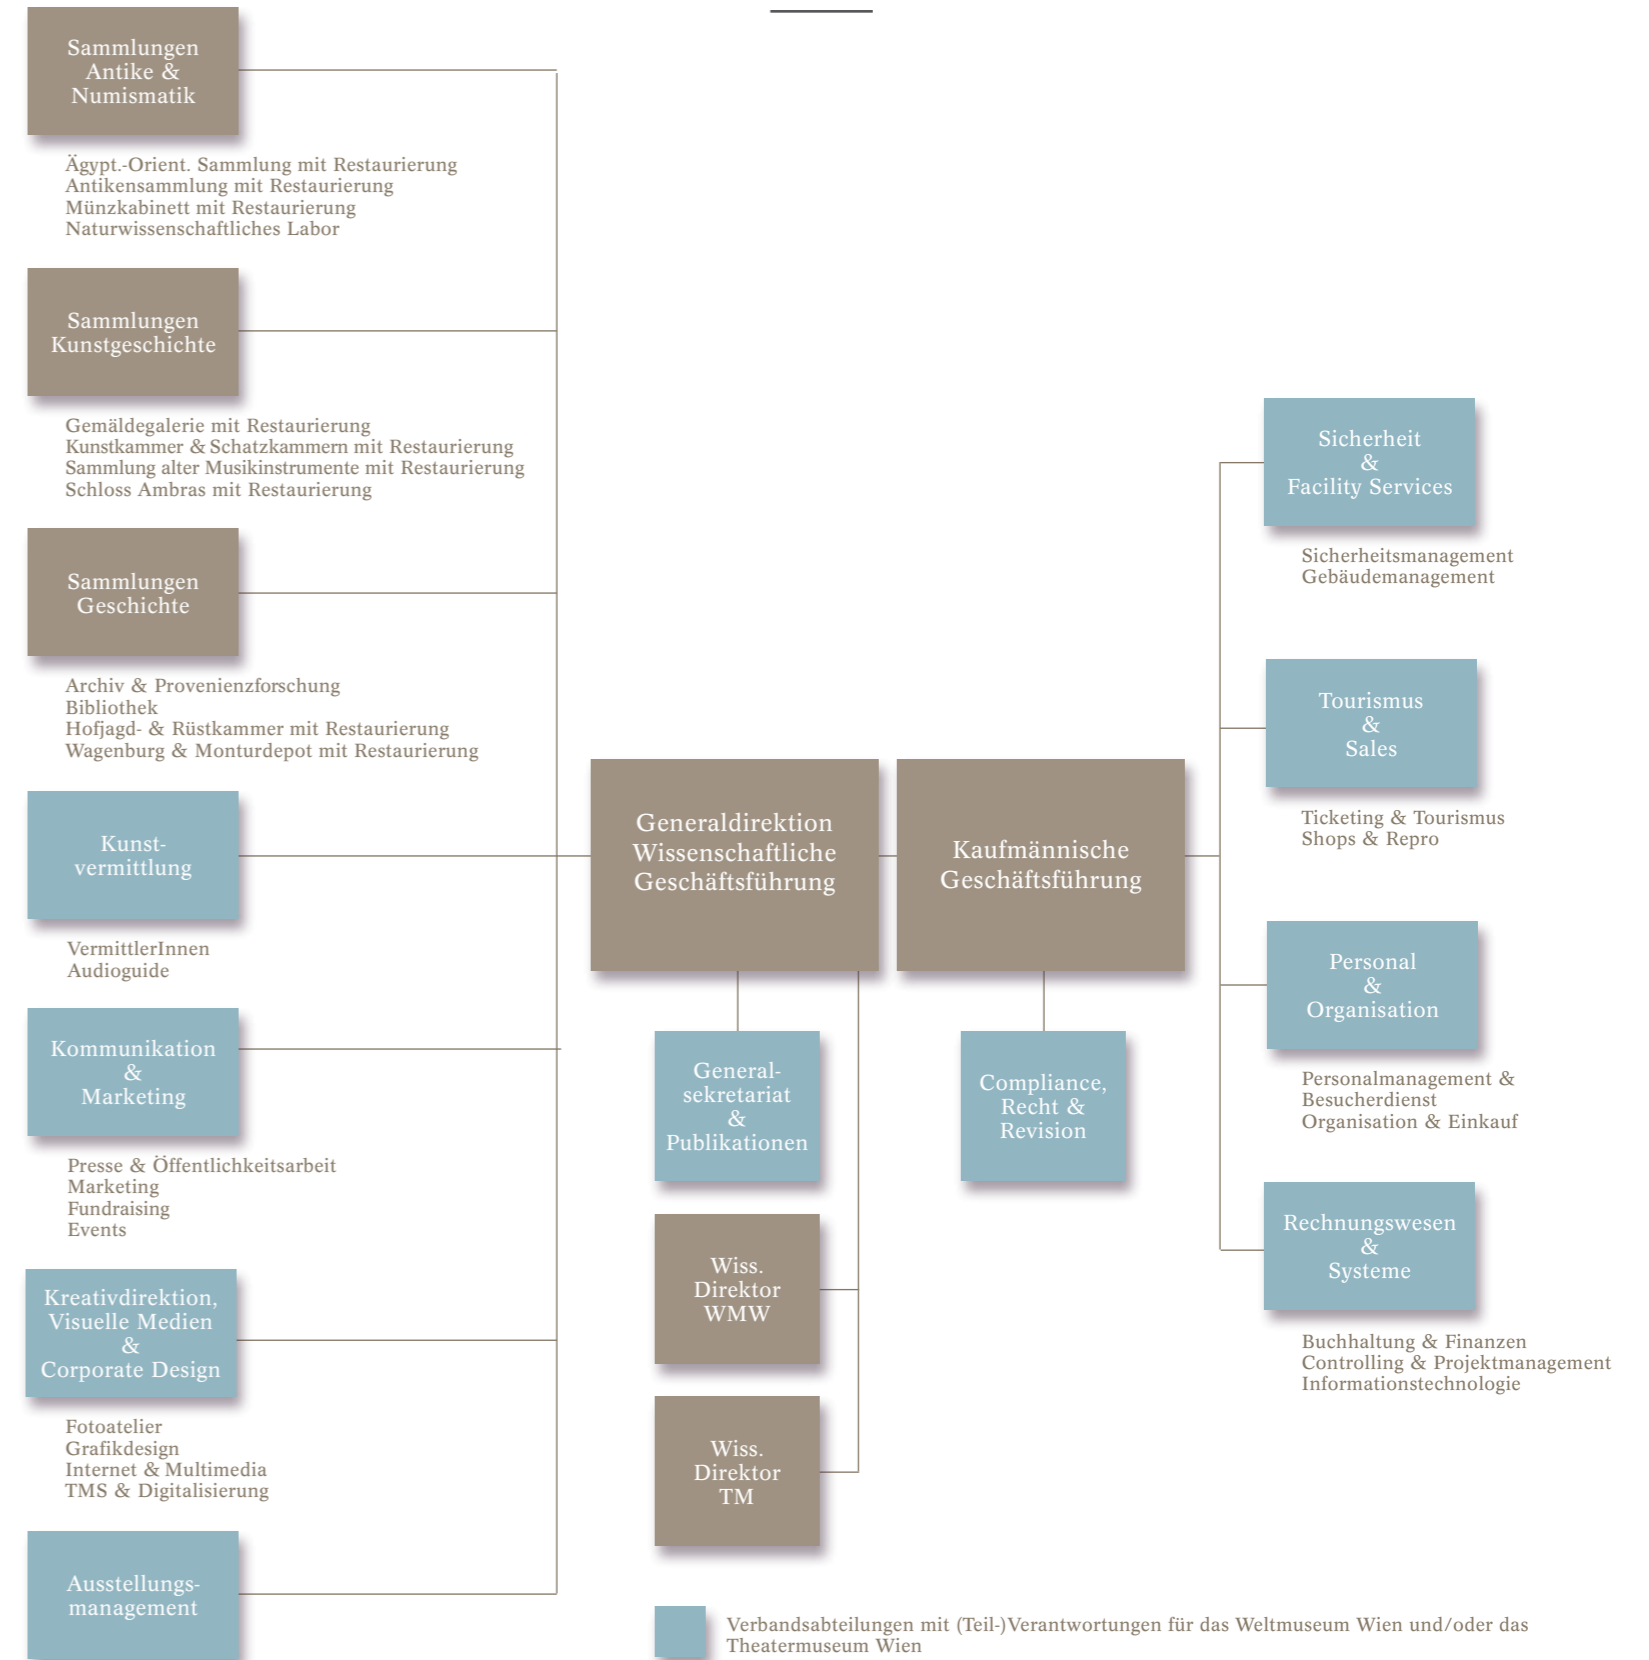 Sammlungen
Antike &
Numismatik
Ägypt.-Orient. Sammlung mit Restaurierung
Antikensammlung mit Restaurierung
Münzkabinett mit Restaurierung
Naturwissenschaftliches Labor
Sammlungen
Kunstgeschichte
Gemäldegalerie mit Restaurierung
Kunstkammer & Schatzkammern mit Restaurierung
Sammlung alter Musikinstrumente mit Restaurierung
Schloss Ambras mit Restaurierung
Sammlungen
Geschichte
Archiv & Provenienzforschung
Bibliothek
Hofjagd- & Rüstkammer mit Restaurierung
Wagenburg & Monturdepot mit Restaurierung
Kunst-
vermittlung
VermittlerInnen
Audioguide
Kommunikation
&
Marketing
Presse & Öffentlichkeitsarbeit
Marketing
Fundraising
Events
Kreativdirektion,
Visuelle Medien
&
Corporate Design
Fotoatelier
Grafikdesign
Internet & Multimedia
TMS & Digitalisierung
Ausstellungs-
management
Generaldirektion
Wissenschaftliche
Geschäftsführung
Kaufmännische
Geschäftsführung
General-
sekretariat
&
Publikationen
Compliance,
Recht &
Revision
Wiss.
Direktor
WMW
Wiss.
Direktor
TM
Sicherheit
&
Facility Services
Sicherheitsmanagement
Gebäudemanagement
Tourismus
&
Sales
Ticketing & Tourismus
Shops & Repro
Personal
&
Organisation
Personalmanagement &
Besucherdienst
Organisation & Einkauf
Rechnungswesen
&
Systeme
Buchhaltung & Finanzen
Controlling & Projektmanagement
Informationstechnologie
Verbandsabteilungen mit (Teil-)Verantwortungen für das Weltmuseum Wien und/oder das
Theatermuseum Wien